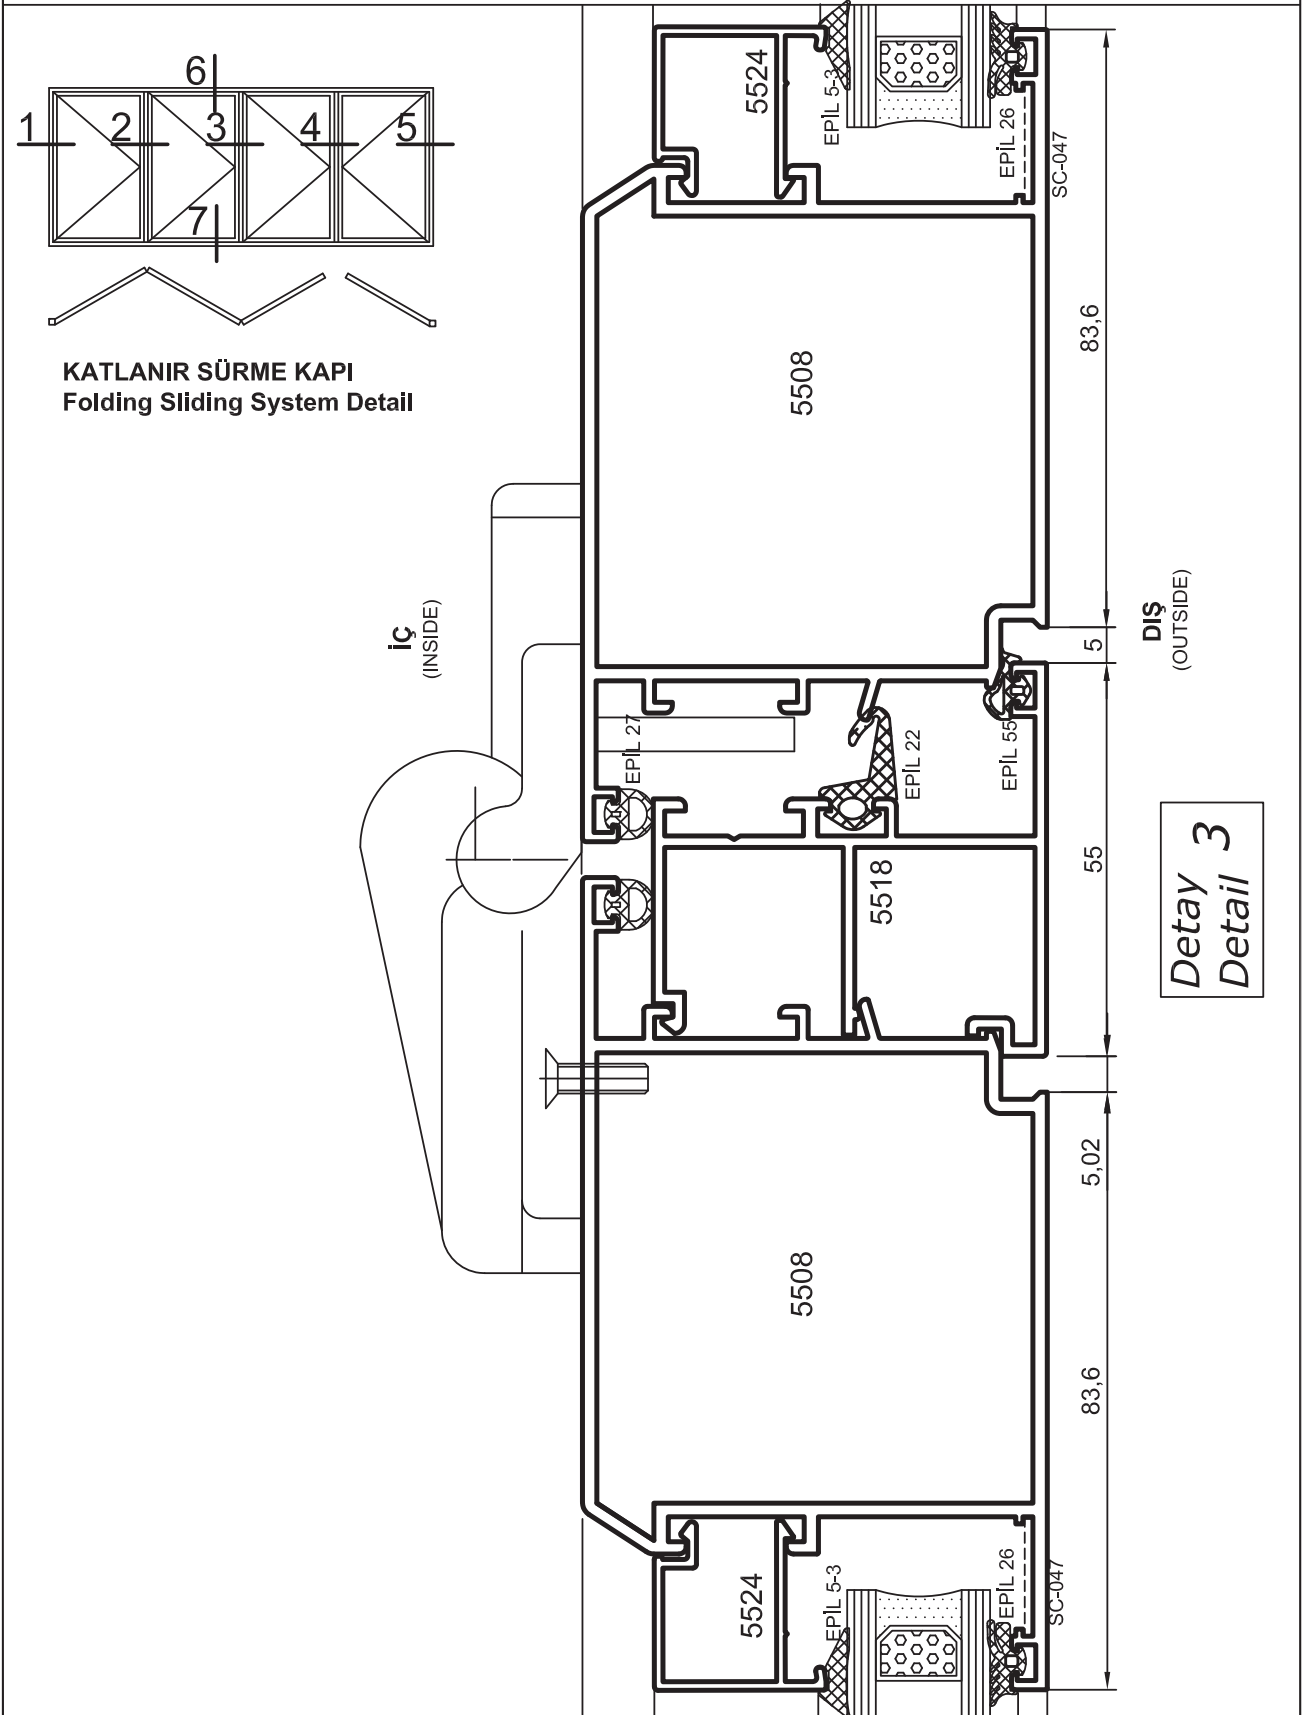 6
1
2
3
4
5
7
KATLANIR SÜRME KAPI
Folding Sliding System Detail
5524
EPİL 5-3
EPİL 26
SC-047
83,6
5508
İÇ
(INSIDE)
DIŞ
(OUTSIDE)
5
EPİL 27
EPİL 22
EPİL 55
55
5518
Detay 3
Detail
5,02
5508
83,6
5524
EPİL 5-3
EPİL 26
SC-047